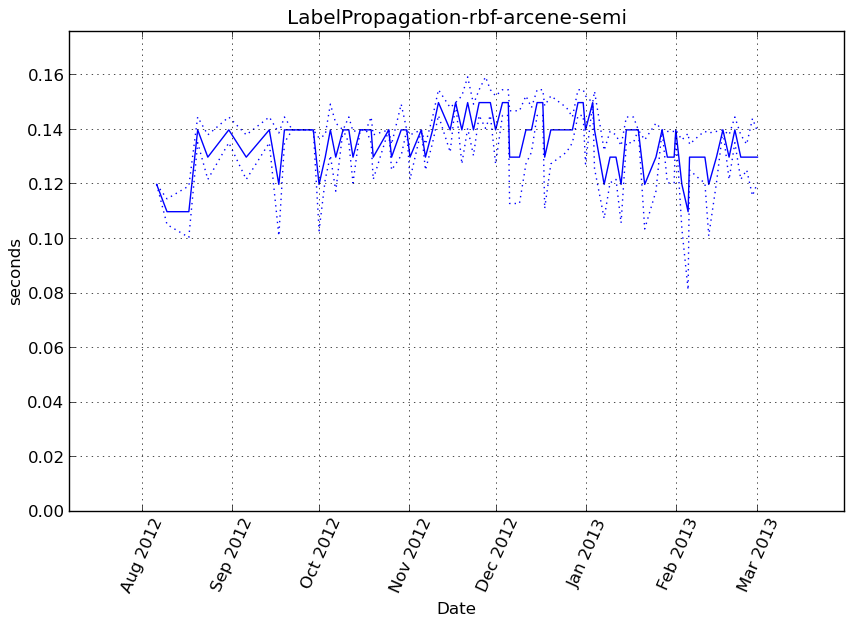 LabelPropagation-rbf-arcene-semi
0.16
0.14
0.12
0.10
0.08
0.06
0.04
0.02
0.00
seconds
Aug 2012
Sep 2012
Oct 2012
Nov 2012
Dec 2012
Jan 2013
Feb 2013
Mar 2013
Date